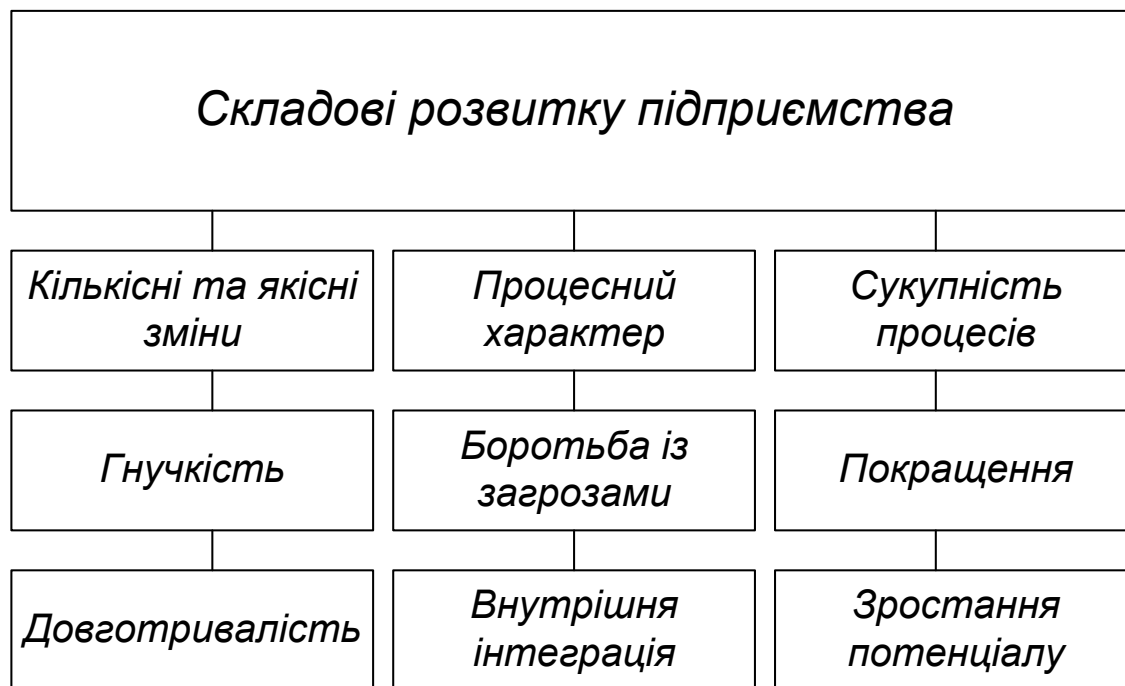 Складові розвитку підприємства
Кількісні та якісні
зміни
Процесний
характер
Сукупність
процесів
Гнучкість
Боротьба із
загрозами
Покращення
Довготривалість
Внутрішня
інтеграція
Зростання
потенціалу